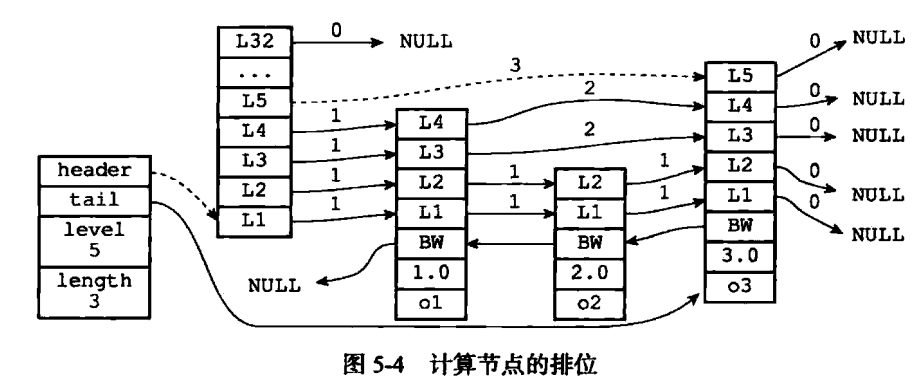 header
tail
level
5
length
3
L32
...
L5
L4
L3
L2
L1
0
NULL
3
1
1
1
1
L4
L3
L2
L1
BW
1.0
o1
NULL
2
2
1
1
L2
L1
BW
2.0
o2
1
1
L5
L4
L3
L2
L1
BW
3.0
o3
0
NULL
0
NULL
0
NULL
0
NULL
0
NULL
图 5-4 计算节点的排位